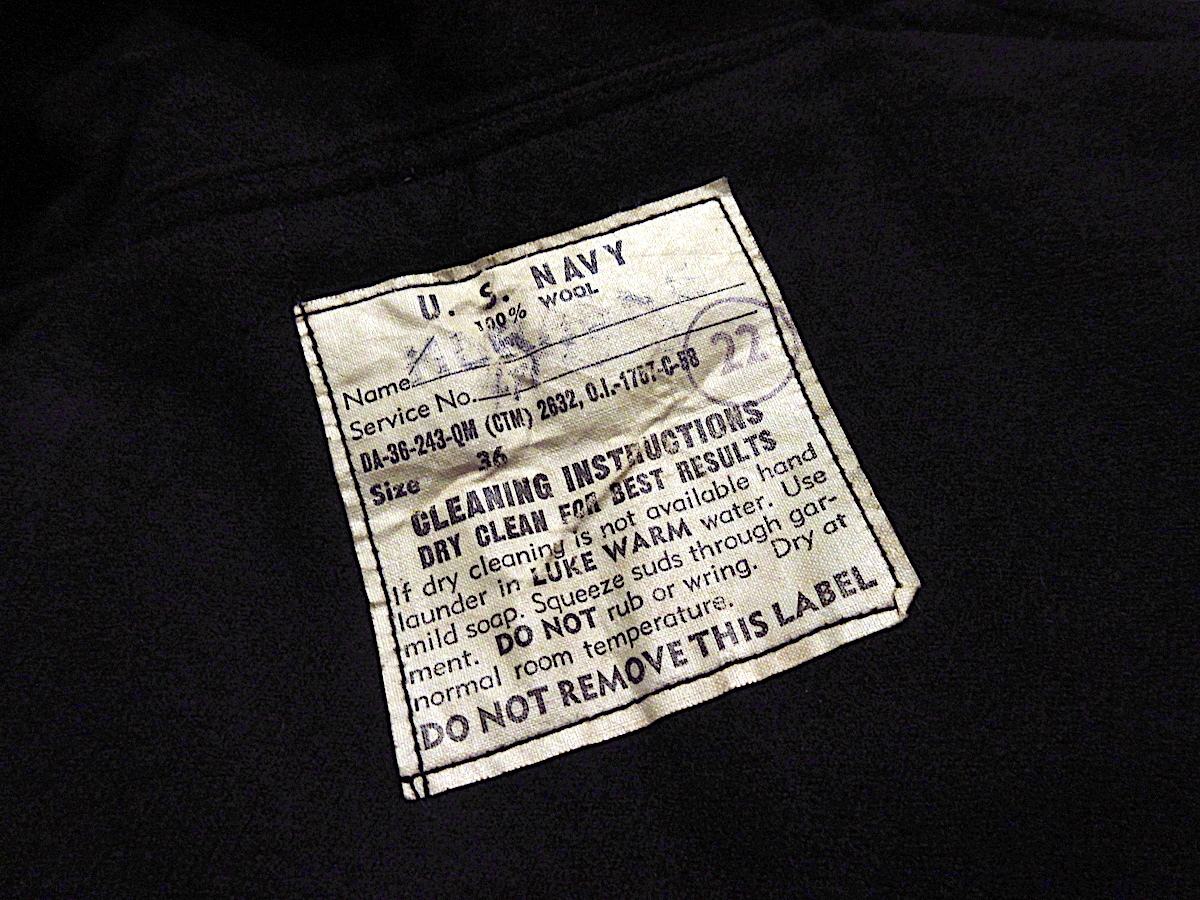 U. S. NAVY
100% WOOL
Name
Service No.
22
DA-36-243-QM (CTM) 2632, O.I.-1767-C-58
Size 36
CLEANING INSTRUCTIONS
DRY CLEAN FOR BEST RESULTS
If dry cleaning is not available hand
launder in LUKE WARM water. Use
mild soap. Squeeze suds through gar-
ment. DO NOT rub or wring. Dry at
normal room temperature.
DO NOT REMOVE THIS LABEL